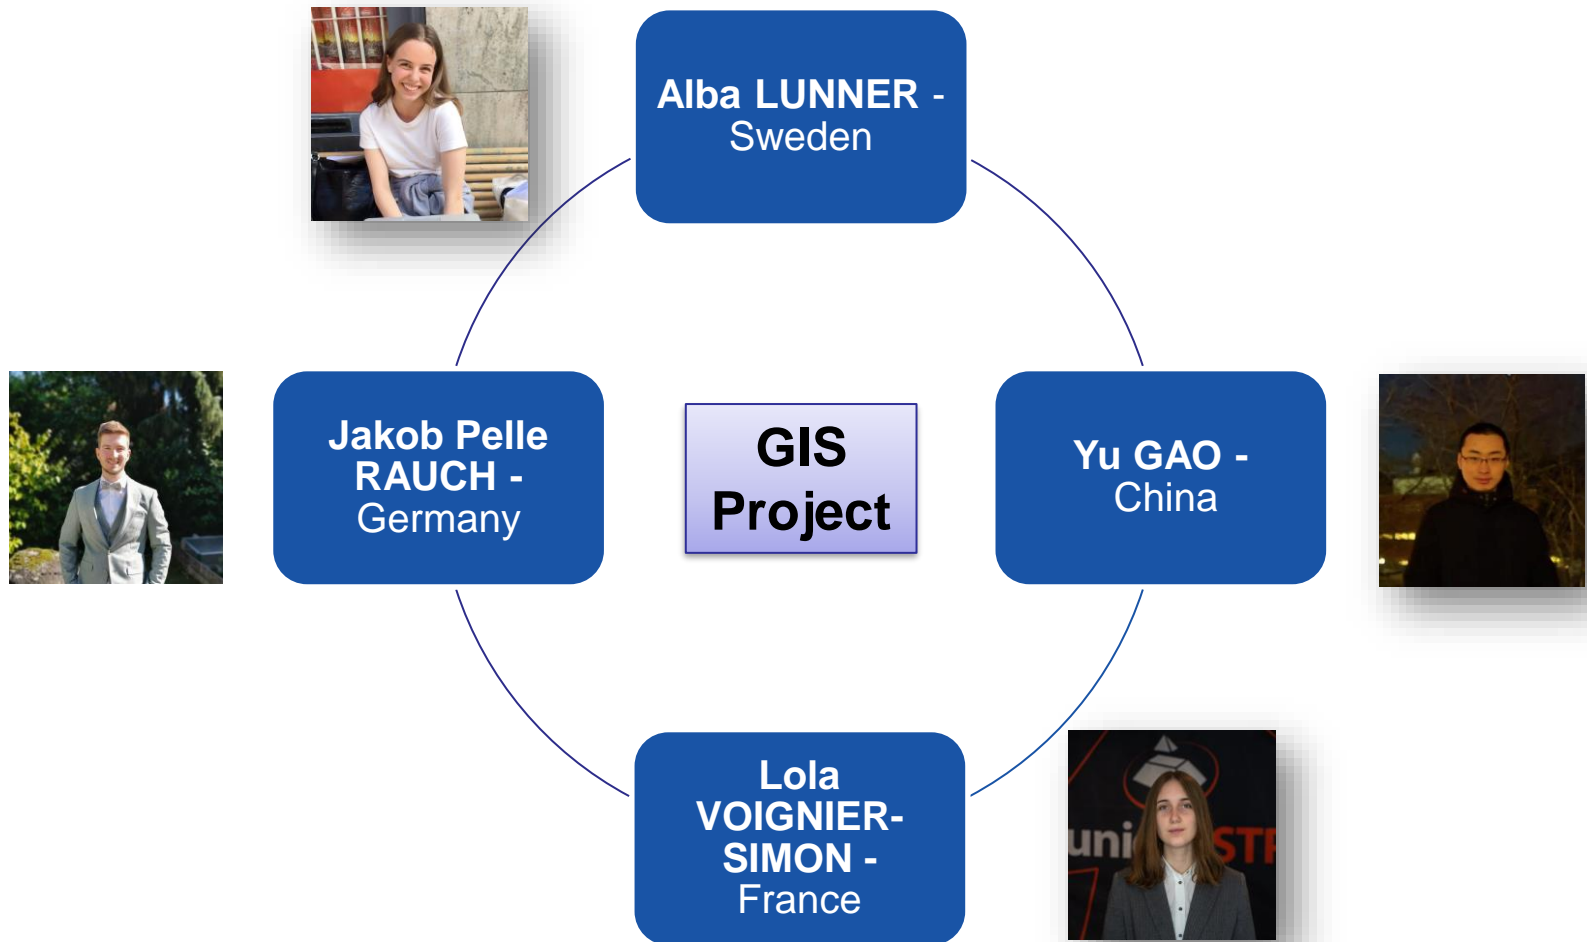 Alba LUNNER -
Sweden
Jakob Pelle
RAUCH -
Germany
GIS
Project
Yu GAO -
China
Lola
VOIGNIER-
SIMON -
France